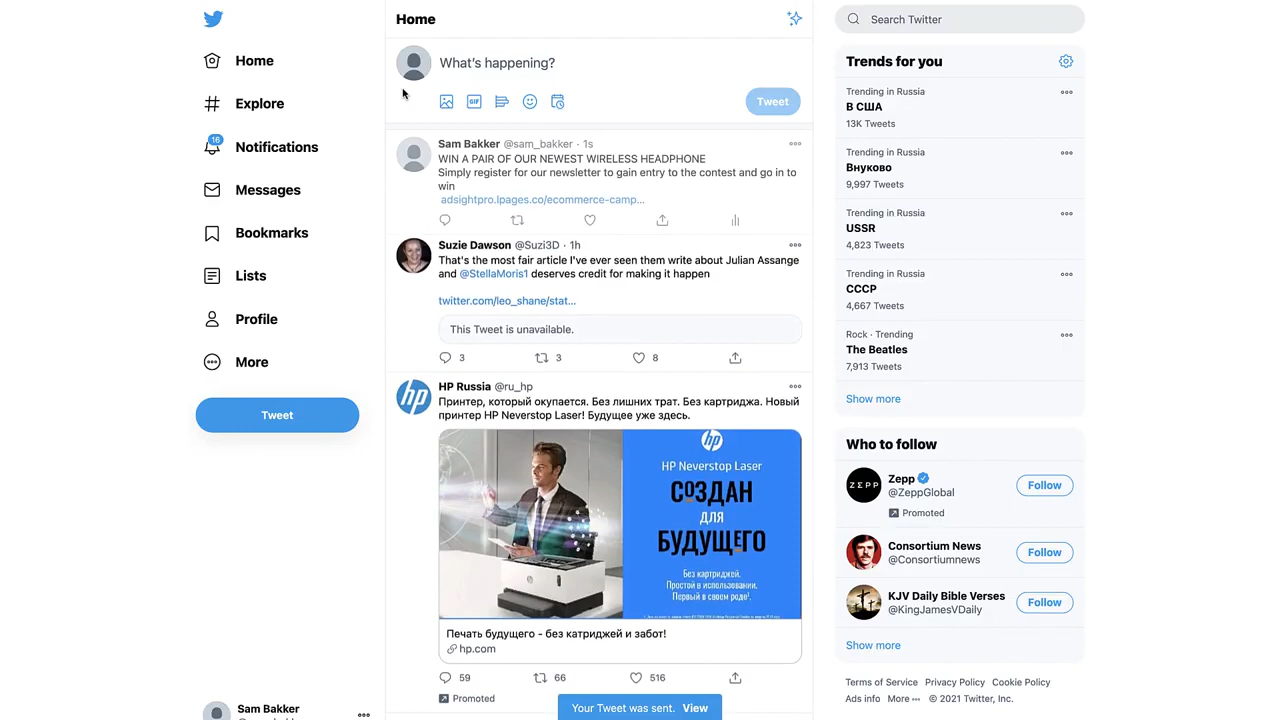 Home
Explore
16
Notifications
Messages
Bookmarks
Lists
Profile
More
Tweet
Sam Bakker
Home
What's happening?
GIF
Tweet
Sam Bakker @sam_bakker · 1s
WIN A PAIR OF OUR NEWEST WIRELESS HEADPHONE
Simply register for our newsletter to gain entry to the contest and go in to
win
adsightpro.lpages.co/ecommerce-camp...
Suzie Dawson @Suzi3D · 1h
That's the most fair article I've ever seen them write about Julian Assange
and @StellaMoris1 deserves credit for making it happen
twitter.com/leo_shane/stat...
This Tweet is unavailable.
3 3 8
HP Russia @ru_hp
Принтер, который окупается. Без лишних трат. Без картриджа. Новый
принтер HP Neverstop Laser! Будущее уже здесь.
hp
HP Neverstop Laser
СОЗДАН
ДЛЯ
БУДУЩЕГО
Без картриджей.
Простой в использовании.
Первый в своем роде¹.
Печать будущего - без катриджей и забот!
hp.com
59 66 516
Promoted
Your Tweet was sent. View
Search Twitter
Trends for you
Trending in Russia
В США
13K Tweets
Trending in Russia
Внуково
9,997 Tweets
Trending in Russia
USSR
4,823 Tweets
Trending in Russia
СССР
4,667 Tweets
Rock · Trending
The Beatles
7,913 Tweets
Show more
Who to follow
ZEPP
Zepp
@ZeppGlobal
Follow
Promoted
Consortium News
@Consortiumnews
Follow
KJV Daily Bible Verses
@KingJamesVDaily
Follow
Show more
Terms of Service Privacy Policy Cookie Policy
Ads info More ··· © 2021 Twitter, Inc.